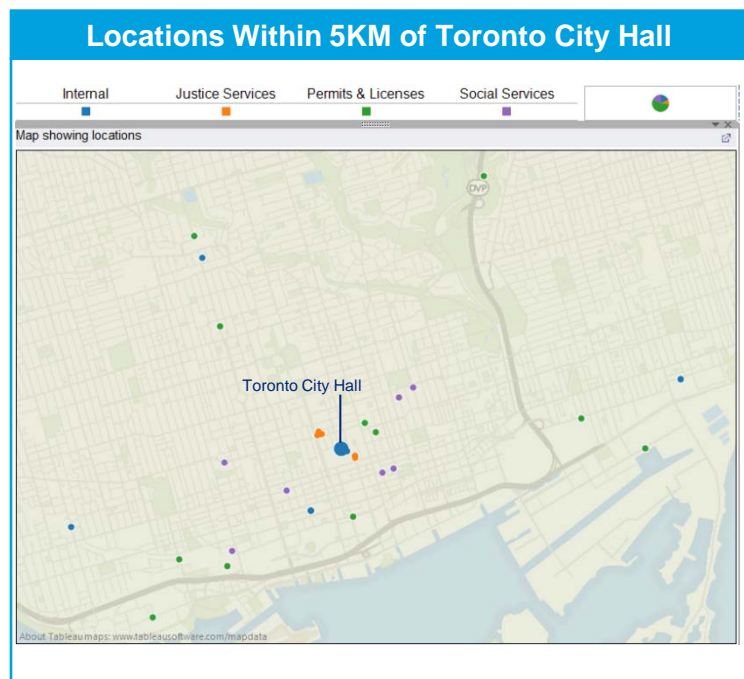 Locations Within 5KM of Toronto City Hall
Internal Justice Services Permits & Licenses Social Services
Map showing locations
DVP
Toronto City Hall
About Tableau maps: www.tableausoftware.com/mapdata